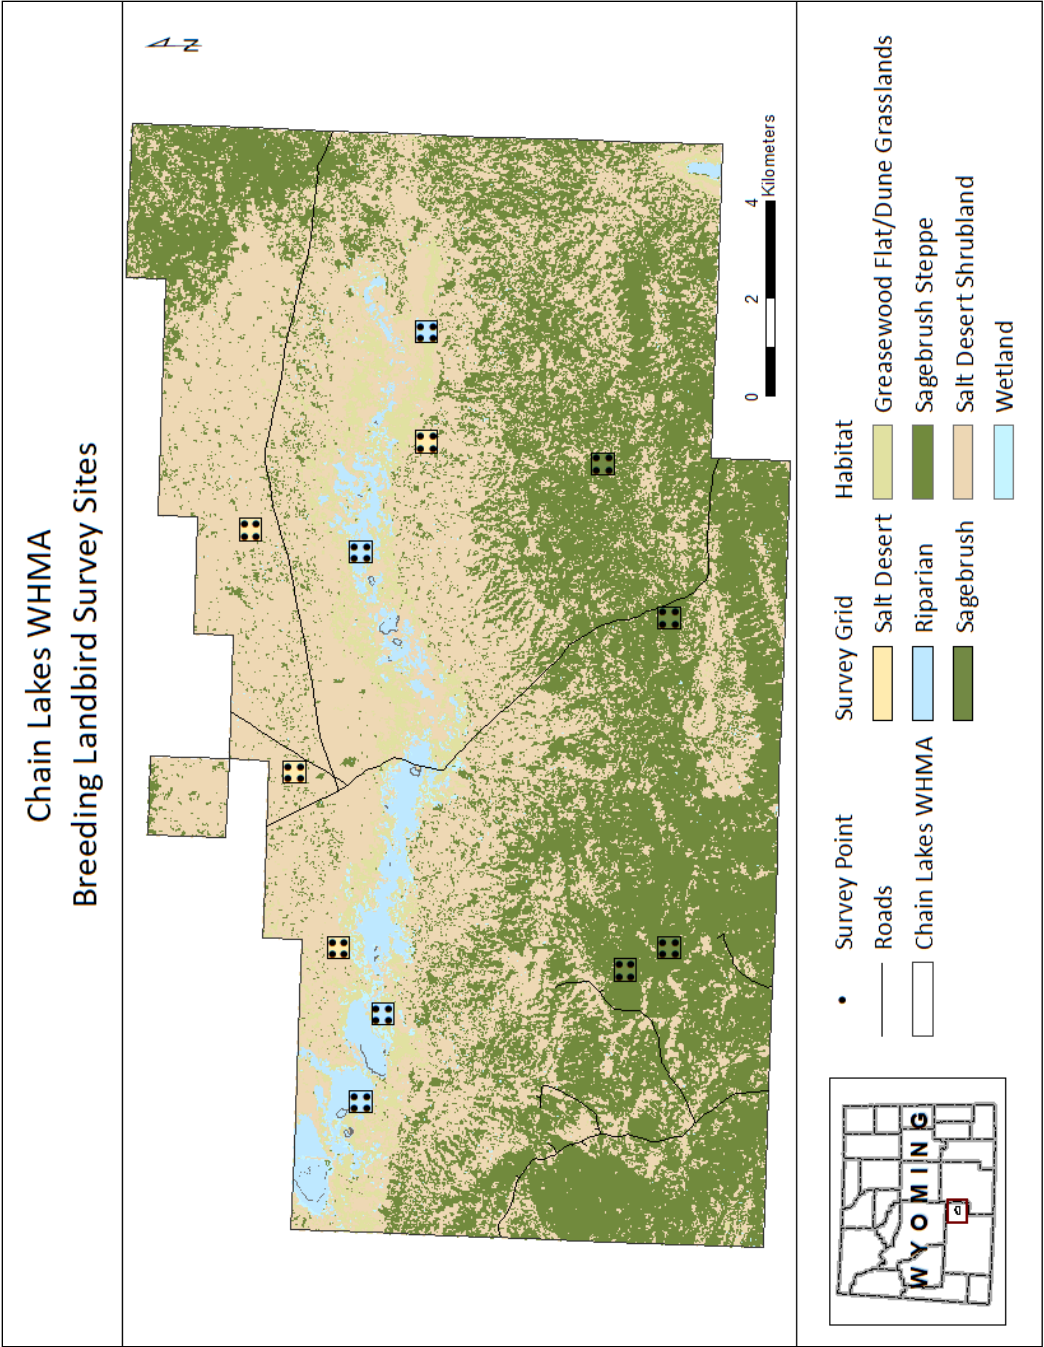 Chain Lakes WHMA
Breeding Landbird Survey Sites
N
0 2 4
Kilometers
WYOMING
Survey Point
Roads
Chain Lakes WHMA
Survey Grid
Salt Desert
Riparian
Sagebrush
Habitat
Greasewood Flat/Dune Grasslands
Sagebrush Steppe
Salt Desert Shrubland
Wetland